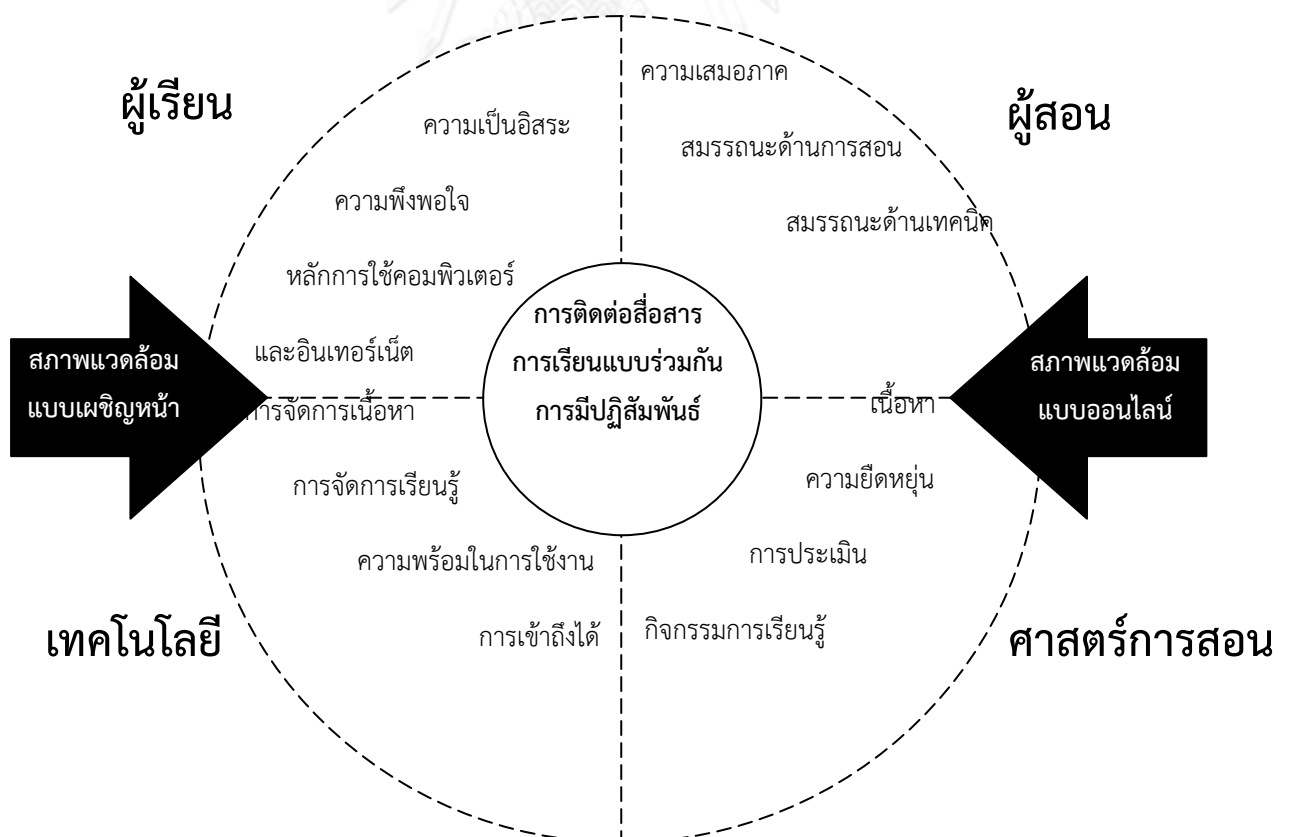 ผู้เรียน
ความเป็นอิสระ
ความพึงพอใจ
หลักการใช้คอมพิวเตอร์
และอินเทอร์เน็ต
ผู้สอน
ความเสมอภาค
สมรรถนะด้านการสอน
สมรรถนะด้านเทคนิค
สภาพแวดล้อม
แบบเผชิญหน้า
การติดต่อสื่อสาร
การเรียนแบบร่วมกัน
การมีปฏิสัมพันธ์
สภาพแวดล้อม
แบบออนไลน์
เทคโนโลยี
การจัดการเนื้อหา
การจัดการเรียนรู้
ความพร้อมในการใช้งาน
การเข้าถึงได้
ศาสตร์การสอน
เนื้อหา
ความยืดหยุ่น
การประเมิน
กิจกรรมการเรียนรู้